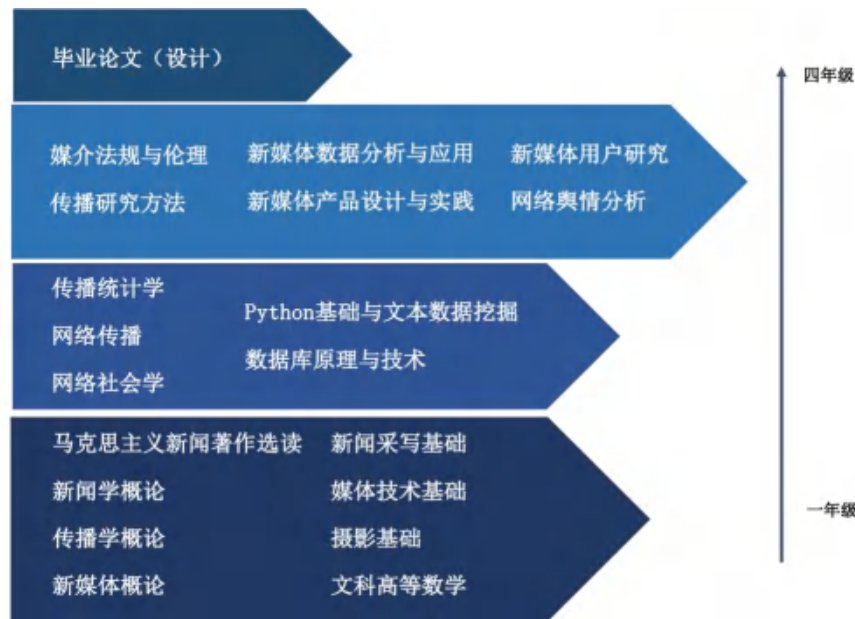 毕业论文（设计）
四年级
媒介法规与伦理 新媒体数据分析与应用 新媒体用户研究
传播研究方法 新媒体产品设计与实践 网络舆情分析
传播统计学
网络传播
网络社会学
Python基础与文本数据挖掘
数据库原理与技术
马克思主义新闻著作选读 新闻采写基础
新闻学概论 媒体技术基础
传播学概论 摄影基础
新媒体概论 文科高等数学
一年级